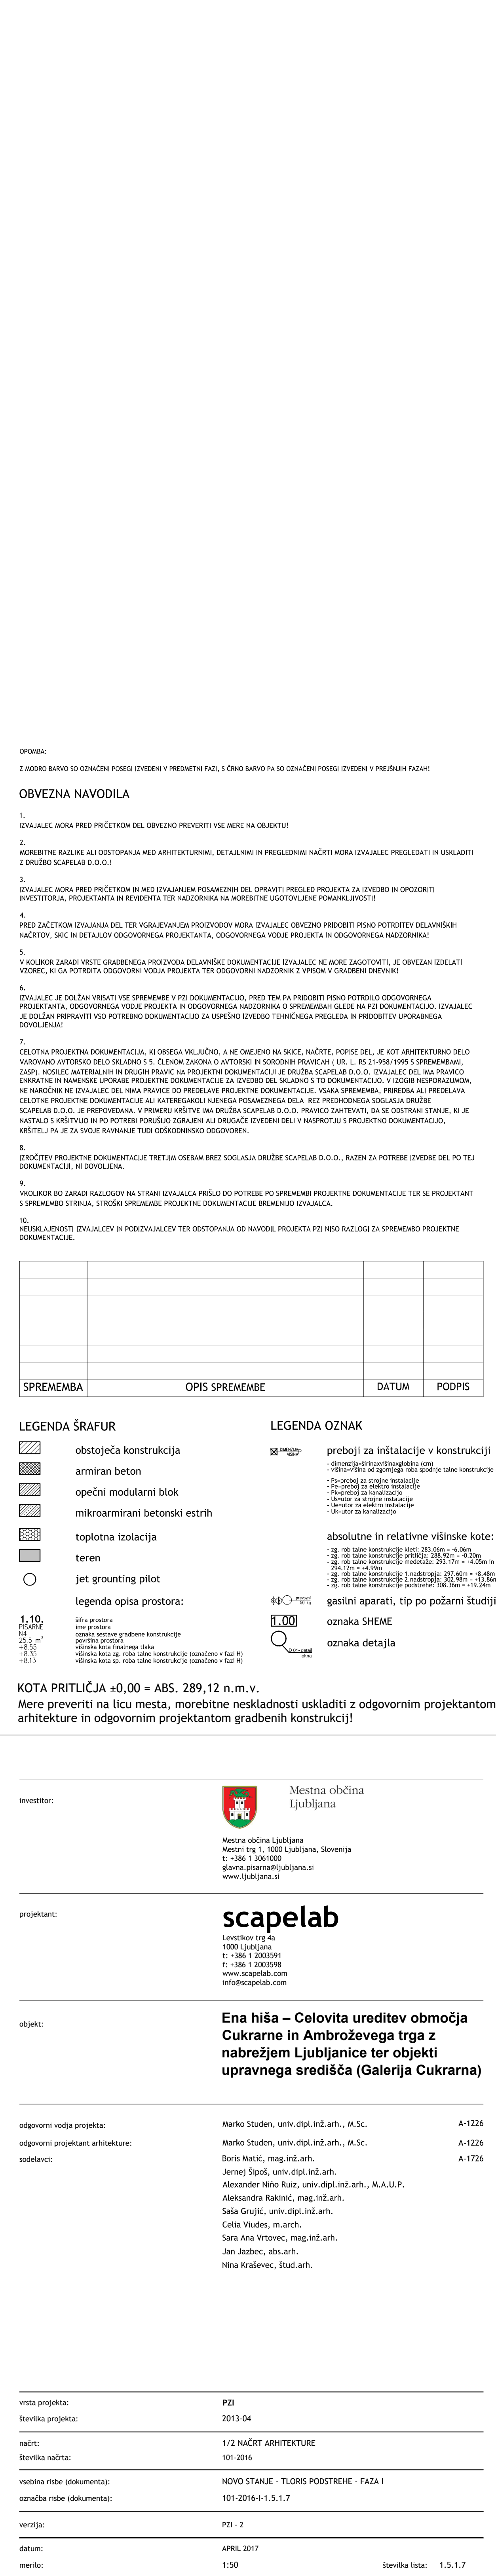 OPOMBA:
Z MODRO BARVO SO OZNAČENI POSEGI IZVEDENI V PREDMETNI FAZI, S ČRNO BARVO PA SO OZNAČENI POSEGI IZVEDENI V PREJŠNJIH FAZAH!
OBVEZNA NAVODILA
1.
IZVAJALEC MORA PRED PRIČETKOM DEL OBVEZNO PREVERITI VSE MERE NA OBJEKTU!
2.
MOREBITNE RAZLIKE ALI ODSTOPANJA MED ARHITEKTURNIMI, DETAJLNIMI IN PREGLEDNIMI NAČRTI MORA IZVAJALEC PREGLEDATI IN USKLADITI
Z DRUŽBO SCAPELAB D.O.O.!
3.
IZVAJALEC MORA PRED PRIČETKOM IN MED IZVAJANJEM POSAMEZNIH DEL OPRAVITI PREGLED PROJEKTA ZA IZVEDBO IN OPOZORITI
INVESTITORJA, PROJEKTANTA IN REVIDENTA TER NADZORNIKA NA MOREBITNE UGOTOVLJENE POMANKLJIVOSTI!
4.
PRED ZAČETKOM IZVAJANJA DEL TER VGRAJEVANJEM PROIZVODOV MORA IZVAJALEC OBVEZNO PRIDOBITI PISNO POTRDITEV DELAVNIŠKIH
NAČRTOV, SKIC IN DETAJLOV ODGOVORNEGA PROJEKTANTA, ODGOVORNEGA VODJE PROJEKTA IN ODGOVORNEGA NADZORNIKA!
5.
V KOLIKOR ZARADI VRSTE GRADBENEGA PROIZVODA DELAVNIŠKE DOKUMENTACIJE IZVAJALEC NE MORE ZAGOTOVITI, JE OBVEZAN IZDELATI
VZOREC, KI GA POTRDITA ODGOVORNI VODJA PROJEKTA TER ODGOVORNI NADZORNIK Z VPISOM V GRADBENI DNEVNIK!
6.
IZVAJALEC JE DOLŽAN VRISATI VSE SPREMEMBE V PZI DOKUMENTACIJO, PRED TEM PA PRIDOBITI PISNO POTRDILO ODGOVORNEGA
PROJEKTANTA, ODGOVORNEGA VODJE PROJEKTA IN ODGOVORNEGA NADZORNIKA O SPREMEMBAM GLEDE NA PZI DOKUMENTACIJO. IZVAJALEC
JE DOLŽAN PRIPRAVITI VSO POTREBNO DOKUMENTACIJO ZA USPEŠNO IZVEDBO TEHNIČNEGA PREGLEDA IN PRIDOBITEV UPORABNEGA
DOVOLJENJA!
7.
CELOTNA PROJEKTNA DOKUMENTACIJA, KI OBSEGA VKLJUČNO, A NE OMEJENO NA SKICE, NAČRTE, POPISE DEL, JE KOT ARHITEKTURNO DELO
VAROVANO AVTORSKO DELO SKLADNO S 5. ČLENOM ZAKONA O AVTORSKI IN SORODNIH PRAVICAH ( UR. L. RS 21-958/1995 S SPREMEMBAMI,
ZASP). NOSILEC MATERIALNIH IN DRUGIH PRAVIC NA PROJEKTNI DOKUMENTACIJI JE DRUŽBA SCAPELAB D.O.O. IZVAJALEC DEL IMA PRAVICO
ENKRATNE IN NAMENSKE UPORABE PROJEKTNE DOKUMENTACIJE ZA IZVEDBO DEL SKLADNO S TO DOKUMENTACIJO. V IZOGIB NESPORAZUMOM,
NE NAROČNIK NE IZVAJALEC DEL NIMA PRAVICE DO PREDELAVE PROJEKTNE DOKUMENTACIJE. VSAKA SPREMEMBA, PRIREDBA ALI PREDELAVA
CELOTNE PROJEKTNE DOKUMENTACIJE ALI KATEREGAKOLI NJENEGA POSAMEZNEGA DELA REZ PREDHODNEGA SOGLASJA DRUŽBE
SCAPELAB D.O.O. JE PREPOVEDANA. V PRIMERU KRŠITVE IMA DRUŽBA SCAPELAB D.O.O. PRAVICO ZAHTEVATI, DA SE ODSTRANI STANJE, KI JE
NASTALO S KRŠITVIJO IN PO POTREBI PORUŠIJO ZGRAJENI ALI DRUGAČE IZVEDENI DELI V NASPROTJU S PROJEKTNO DOKUMENTACIJO,
KRŠITELJ PA JE ZA SVOJE RAVNANJE TUDI ODŠKODNINSKO ODGOVOREN.
8.
IZROČITEV PROJEKTNE DOKUMENTACIJE TRETJIM OSEBAM BREZ SOGLASJA DRUŽBE SCAPELAB D.O.O., RAZEN ZA POTREBE IZVEDBE DEL PO TEJ
DOKUMENTACIJI, NI DOVOLJENA.
9.
VKOLIKOR BO ZARADI RAZLOGOV NA STRANI IZVAJALCA PRIŠLO DO POTREBE PO SPREMEMBI PROJEKTNE DOKUMENTACIJE TER SE PROJEKTANT
S SPREMEMBO STRINJA, STROŠKI SPREMEMBE PROJEKTNE DOKUMENTACIJE BREMENIJO IZVAJALCA.
10.
NEUSKLAJENOSTI IZVAJALCEV IN PODIZVAJALCEV TER ODSTOPANJA OD NAVODIL PROJEKTA PZI NISO RAZLOGI ZA SPREMEMBO PROJEKTNE
DOKUMENTACIJE.
SPREMEMBA OPIS SPREMEMBE DATUM PODPIS
LEGENDA ŠRAFUR
obstoječa konstrukcija
armiran beton
opečni modularni blok
mikroarmirani betonski estrih
toplotna izolacija
teren
jet grounting pilot
legenda opisa prostora:
1.10. šifra prostora
PISARNE ime prostora
N4 oznaka sestave gradbene konstrukcije
25.5 m² površina prostora
+8.55 višinska kota finalnega tlaka
+8.35 višinska kota zg. roba talne konstrukcije (označeno v fazi H)
+8.13 višinska kota sp. roba talne konstrukcije (označeno v fazi H)
LEGENDA OZNAK
preboji za inštalacije v konstrukciji
- dimenzija=širinaxvišinaxglobina (cm)
- višina=višina od zgornjega roba spodnje talne konstrukcije
- Ps=preboj za strojne instalacije
- Pe=preboj za elektro instalacije
- Pk=preboj za kanalizacijo
- Us=utor za strojne instalacije
- Ue=utor za elektro instalacije
- Uk=utor za kanalizacijo
absolutne in relativne višinske kote:
- zg. rob talne konstrukcije kleti: 283.06m = -6.06m
- zg. rob talne konstrukcije pritličja: 288.92m = -0.20m
- zg. rob talne konstrukcije medetaže: 293.17m = +4.05m in
294.12m = +4.99m
- zg. rob talne konstrukcije 1.nadstropja: 297.60m = +8.48m
- zg. rob talne konstrukcije 2.nadstropja: 302.98m = +13.86m
- zg. rob talne konstrukcije podstrehe: 308.36m = +19.24m
gasilni aparati, tip po požarni študiji
1.00 oznaka SHEME
oznaka detajla
KOTA PRITLIČJA ±0,00 = ABS. 289,12 n.m.v.
Mere preveriti na licu mesta, morebitne neskladnosti uskladiti z odgovornim projektantom
arhitekture in odgovornim projektantom gradbenih konstrukcij!
investitor:
Mestna občina
Ljubljana
Mestna občina Ljubljana
Mestni trg 1, 1000 Ljubljana, Slovenija
t: +386 1 3061000
glavna.pisarna@ljubljana.si
www.ljubljana.si
projektant:
scapelab
Levstikov trg 4a
1000 Ljubljana
t: +386 1 2003591
f: +386 1 2003598
www.scapelab.com
info@scapelab.com
objekt:
Ena hiša – Celovita ureditev območja
Cukrarne in Ambroževega trga z
nabrežjem Ljubljanice ter objekti
upravnega središča (Galerija Cukrarna)
odgovorni vodja projekta: Marko Studen, univ.dipl.inž.arh., M.Sc. A-1226
odgovorni projektant arhitekture: Marko Studen, univ.dipl.inž.arh., M.Sc. A-1226
sodelavci: Boris Matić, mag.inž.arh. A-1726
Jernej Šipoš, univ.dipl.inž.arh.
Alexander Niño Ruiz, univ.dipl.inž.arh., M.A.U.P.
Aleksandra Rakinić, mag.inž.arh.
Saša Grujić, univ.dipl.inž.arh.
Celia Viudes, m.arch.
Sara Ana Vrtovec, mag.inž.arh.
Jan Jazbec, abs.arh.
Nina Kraševec, štud.arh.
vrsta projekta: PZI
številka projekta: 2013-04
načrt: 1/2 NAČRT ARHITEKTURE
številka načrta: 101-2016
vsebina risbe (dokumenta): NOVO STANJE - TLORIS PODSTREHE - FAZA I
označba risbe (dokumenta): 101-2016-I-1.5.1.7
verzija: PZI - 2
datum: APRIL 2017
merilo: 1:50 številka lista: 1.5.1.7